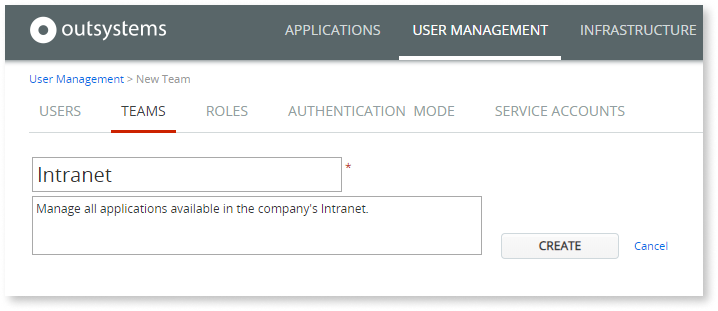 outsystems APPLICATIONS USER MANAGEMENT INFRASTRUCTURE
User Management > New Team
USERS TEAMS ROLES AUTHENTICATION MODE SERVICE ACCOUNTS
Intranet *
Manage all applications available in the company's Intranet.
CREATE Cancel